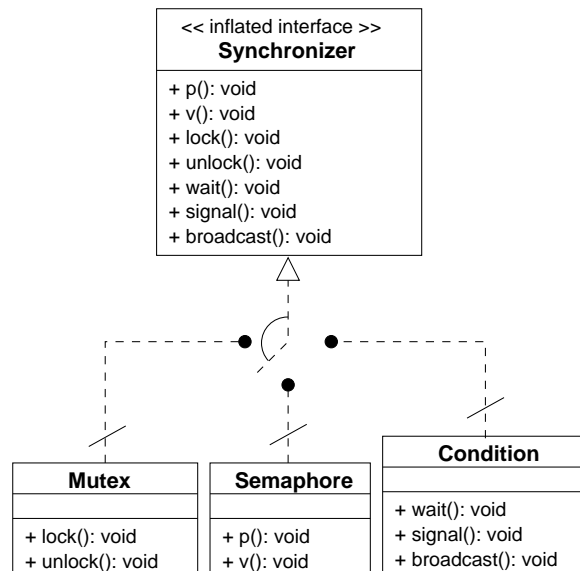 << inflated interface >>
Synchronizer
+ p(): void
+ v(): void
+ lock(): void
+ unlock(): void
+ wait(): void
+ signal(): void
+ broadcast(): void
Mutex
+ lock(): void
+ unlock(): void
Semaphore
+ p(): void
+ v(): void
Condition
+ wait(): void
+ signal(): void
+ broadcast(): void